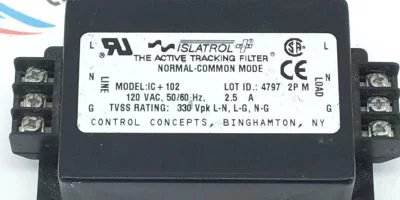 ISLATROL+
THE ACTIVE TRACKING FILTER
NORMAL-COMMON MODE
L
N
G
LINE
MODEL:IC+102 LOT ID.: 4797 2P M
120 VAC, 50/60 Hz, 2.5 A
TVSS RATING: 330 Vpk L-N, L-G, N-G
CONTROL CONCEPTS, BINGHAMTON, NY
LOAD
L
N
G
CE